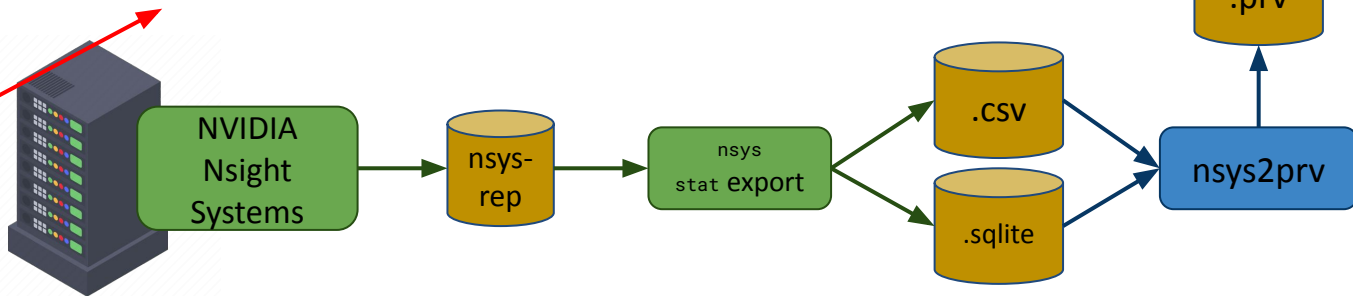 .prv
NVIDIA
Nsight
Systems
nsys-
rep
nsys
stat export
.csv
.sqlite
nsys2prv